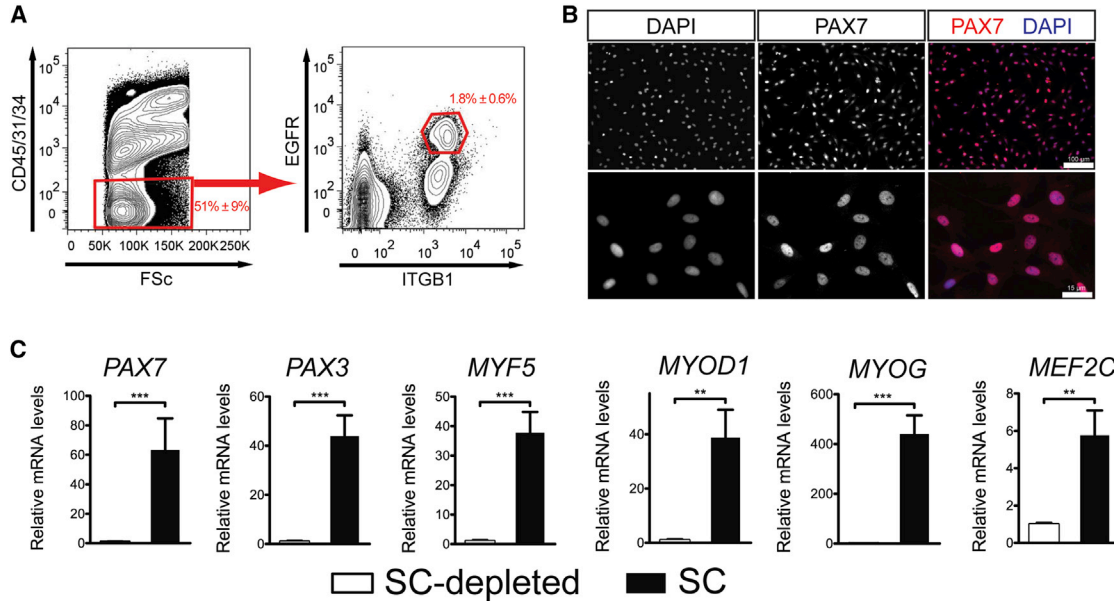 A
CD45/31/34
10^5
10^4
10^3
10^2
0
51% ± 9%
0 50K 100K 150K 200K 250K
FSc
EGFR
10^5
10^4
10^3
10^2
0
1.8% ± 0.6%
0 10^2 10^3 10^4 10^5
ITGB1
B
DAPI PAX7 PAX7 DAPI
100 µm
15 µm
C
PAX7
Relative mRNA levels
100
80
60
40
20
0
***
PAX3
Relative mRNA levels
60
40
20
0
***
MYF5
Relative mRNA levels
50
40
30
20
10
0
***
MYOD1
Relative mRNA levels
40
20
0
**
MYOG
Relative mRNA levels
600
400
200
0
***
MEF2C
Relative mRNA levels
8
6
4
2
0
**
SC-depleted SC